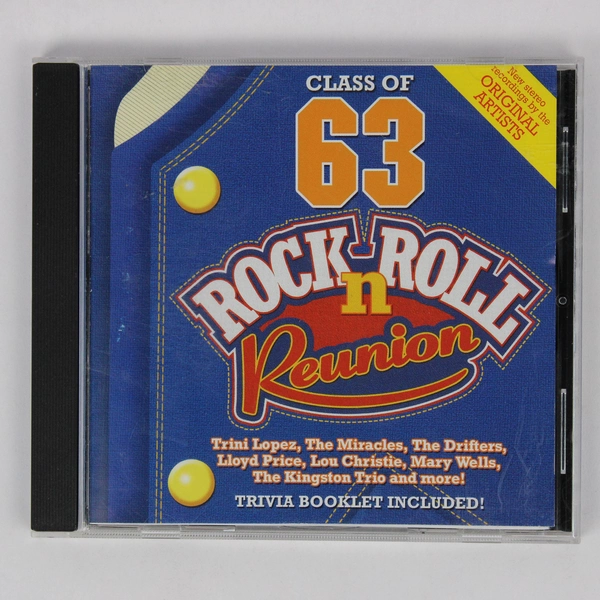 CLASS OF
63
New stereo
recordings by the
ORIGINAL
ARTISTS
ROCK n ROLL
Reunion
Trini Lopez, The Miracles, The Drifters,
Lloyd Price, Lou Christie, Mary Wells,
The Kingston Trio and more!
TRIVIA BOOKLET INCLUDED!